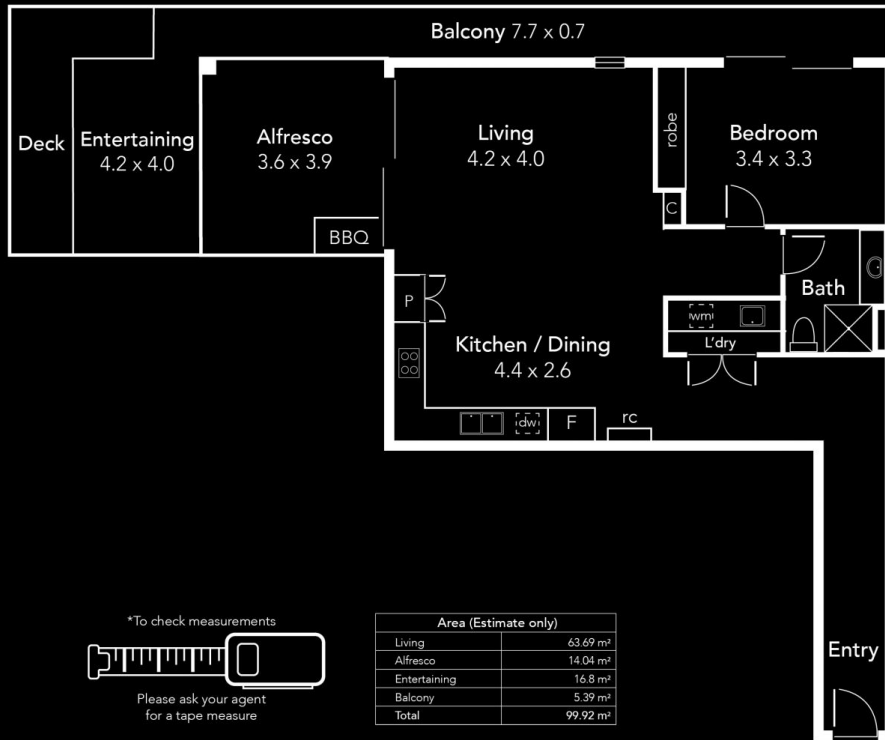 Balcony 7.7 x 0.7
Deck
Entertaining
4.2 x 4.0
Alfresco
3.6 x 3.9
BBQ
Living
4.2 x 4.0
robe
C
Bedroom
3.4 x 3.3
Bath
P
Kitchen / Dining
4.4 x 2.6
wm
L'dry
dw
F
rc
Entry
*To check measurements
Please ask your agent
for a tape measure
Area (Estimate only)
Living 63.69 m²
Alfresco 14.04 m²
Entertaining 16.8 m²
Balcony 5.39 m²
Total 99.92 m²